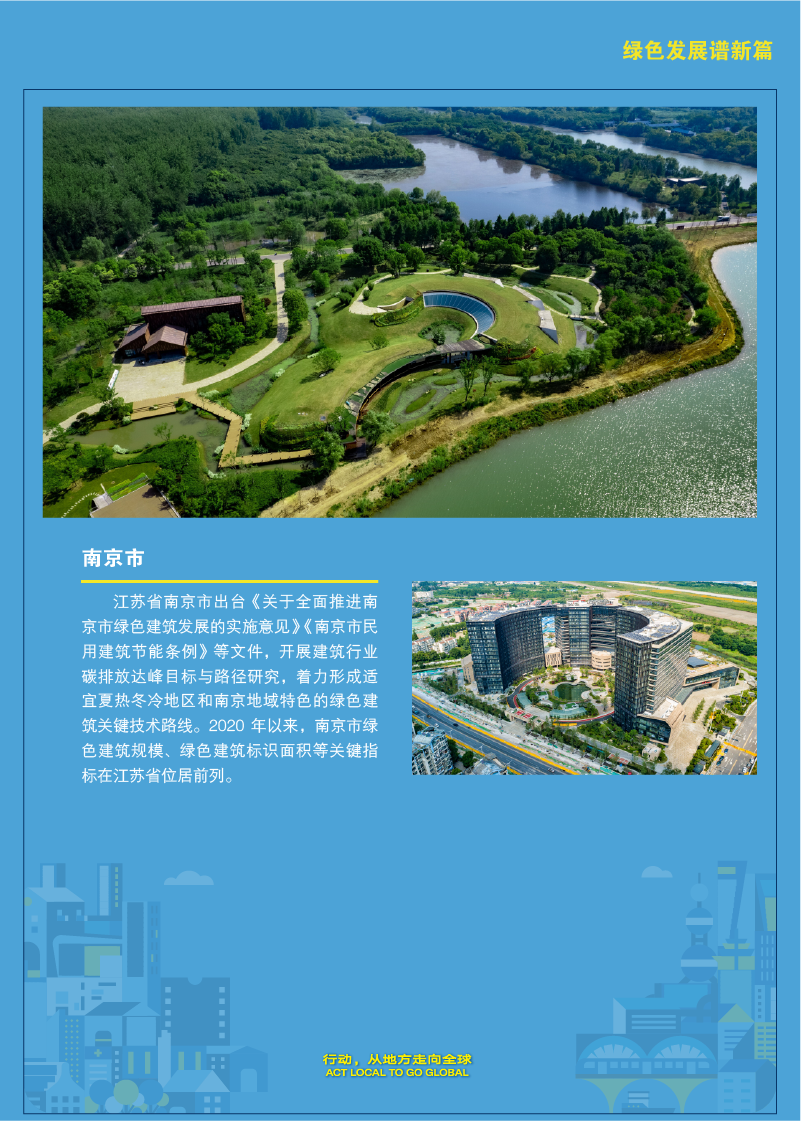 绿色发展谱新篇
南京市
江苏省南京市出台《关于全面推进南
京市绿色建筑发展的实施意见》《南京市民
用建筑节能条例》等文件，开展建筑行业
碳排放达峰目标与路径研究，着力形成适
宜夏热冬冷地区和南京地域特色的绿色建
筑关键技术路线。2020 年以来，南京市绿
色建筑规模、绿色建筑标识面积等关键指
标在江苏省位居前列。
行动，从地方走向全球
ACT LOCAL TO GO GLOBAL